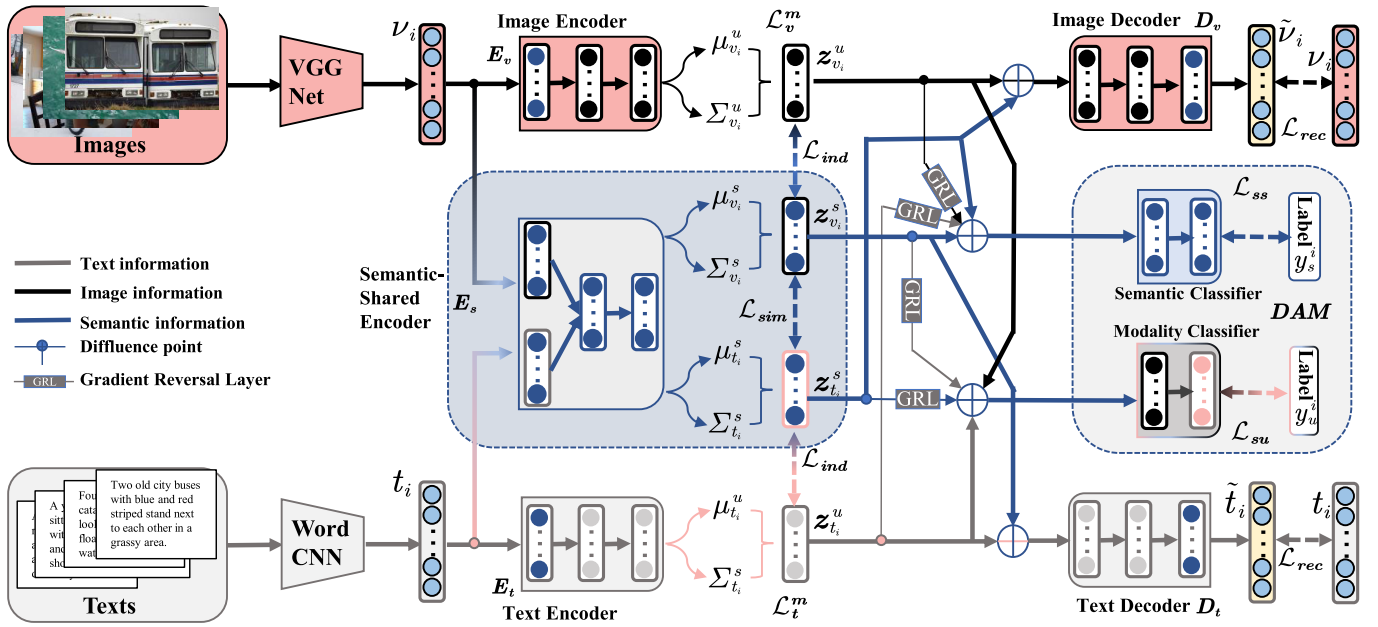 Images
VGG
Net
ν_i
Image Encoder
E_v
μ^u_{v_i}
Σ^u_{v_i}
ℒ^m_v
z^u_{v_i}
Image Decoder D_v
ν̃_i
ν_i
ℒ_rec
ℒ_ind
GRL
GRL
GRL
GRL
Semantic-
Shared
Encoder
E_s
μ^s_{v_i}
Σ^s_{v_i}
z^s_{v_i}
ℒ_sim
μ^s_{t_i}
Σ^s_{t_i}
z^s_{t_i}
ℒ_ind
ℒ_ss
Label
y^i_s
Semantic Classifier
DAM
Modality Classifier
Label
y^i_u
ℒ_su
Text information
Image information
Semantic information
Diffluence point
GRL
Gradient Reversal Layer
Two old city buses
with blue and red
striped stand next
to each other in a
grassy area.
Texts
Word
CNN
t_i
E_t
Text Encoder
μ^u_{t_i}
Σ^s_{t_i}
ℒ^m_t
z^u_{t_i}
Text Decoder D_t
t̃_i
t_i
ℒ_rec